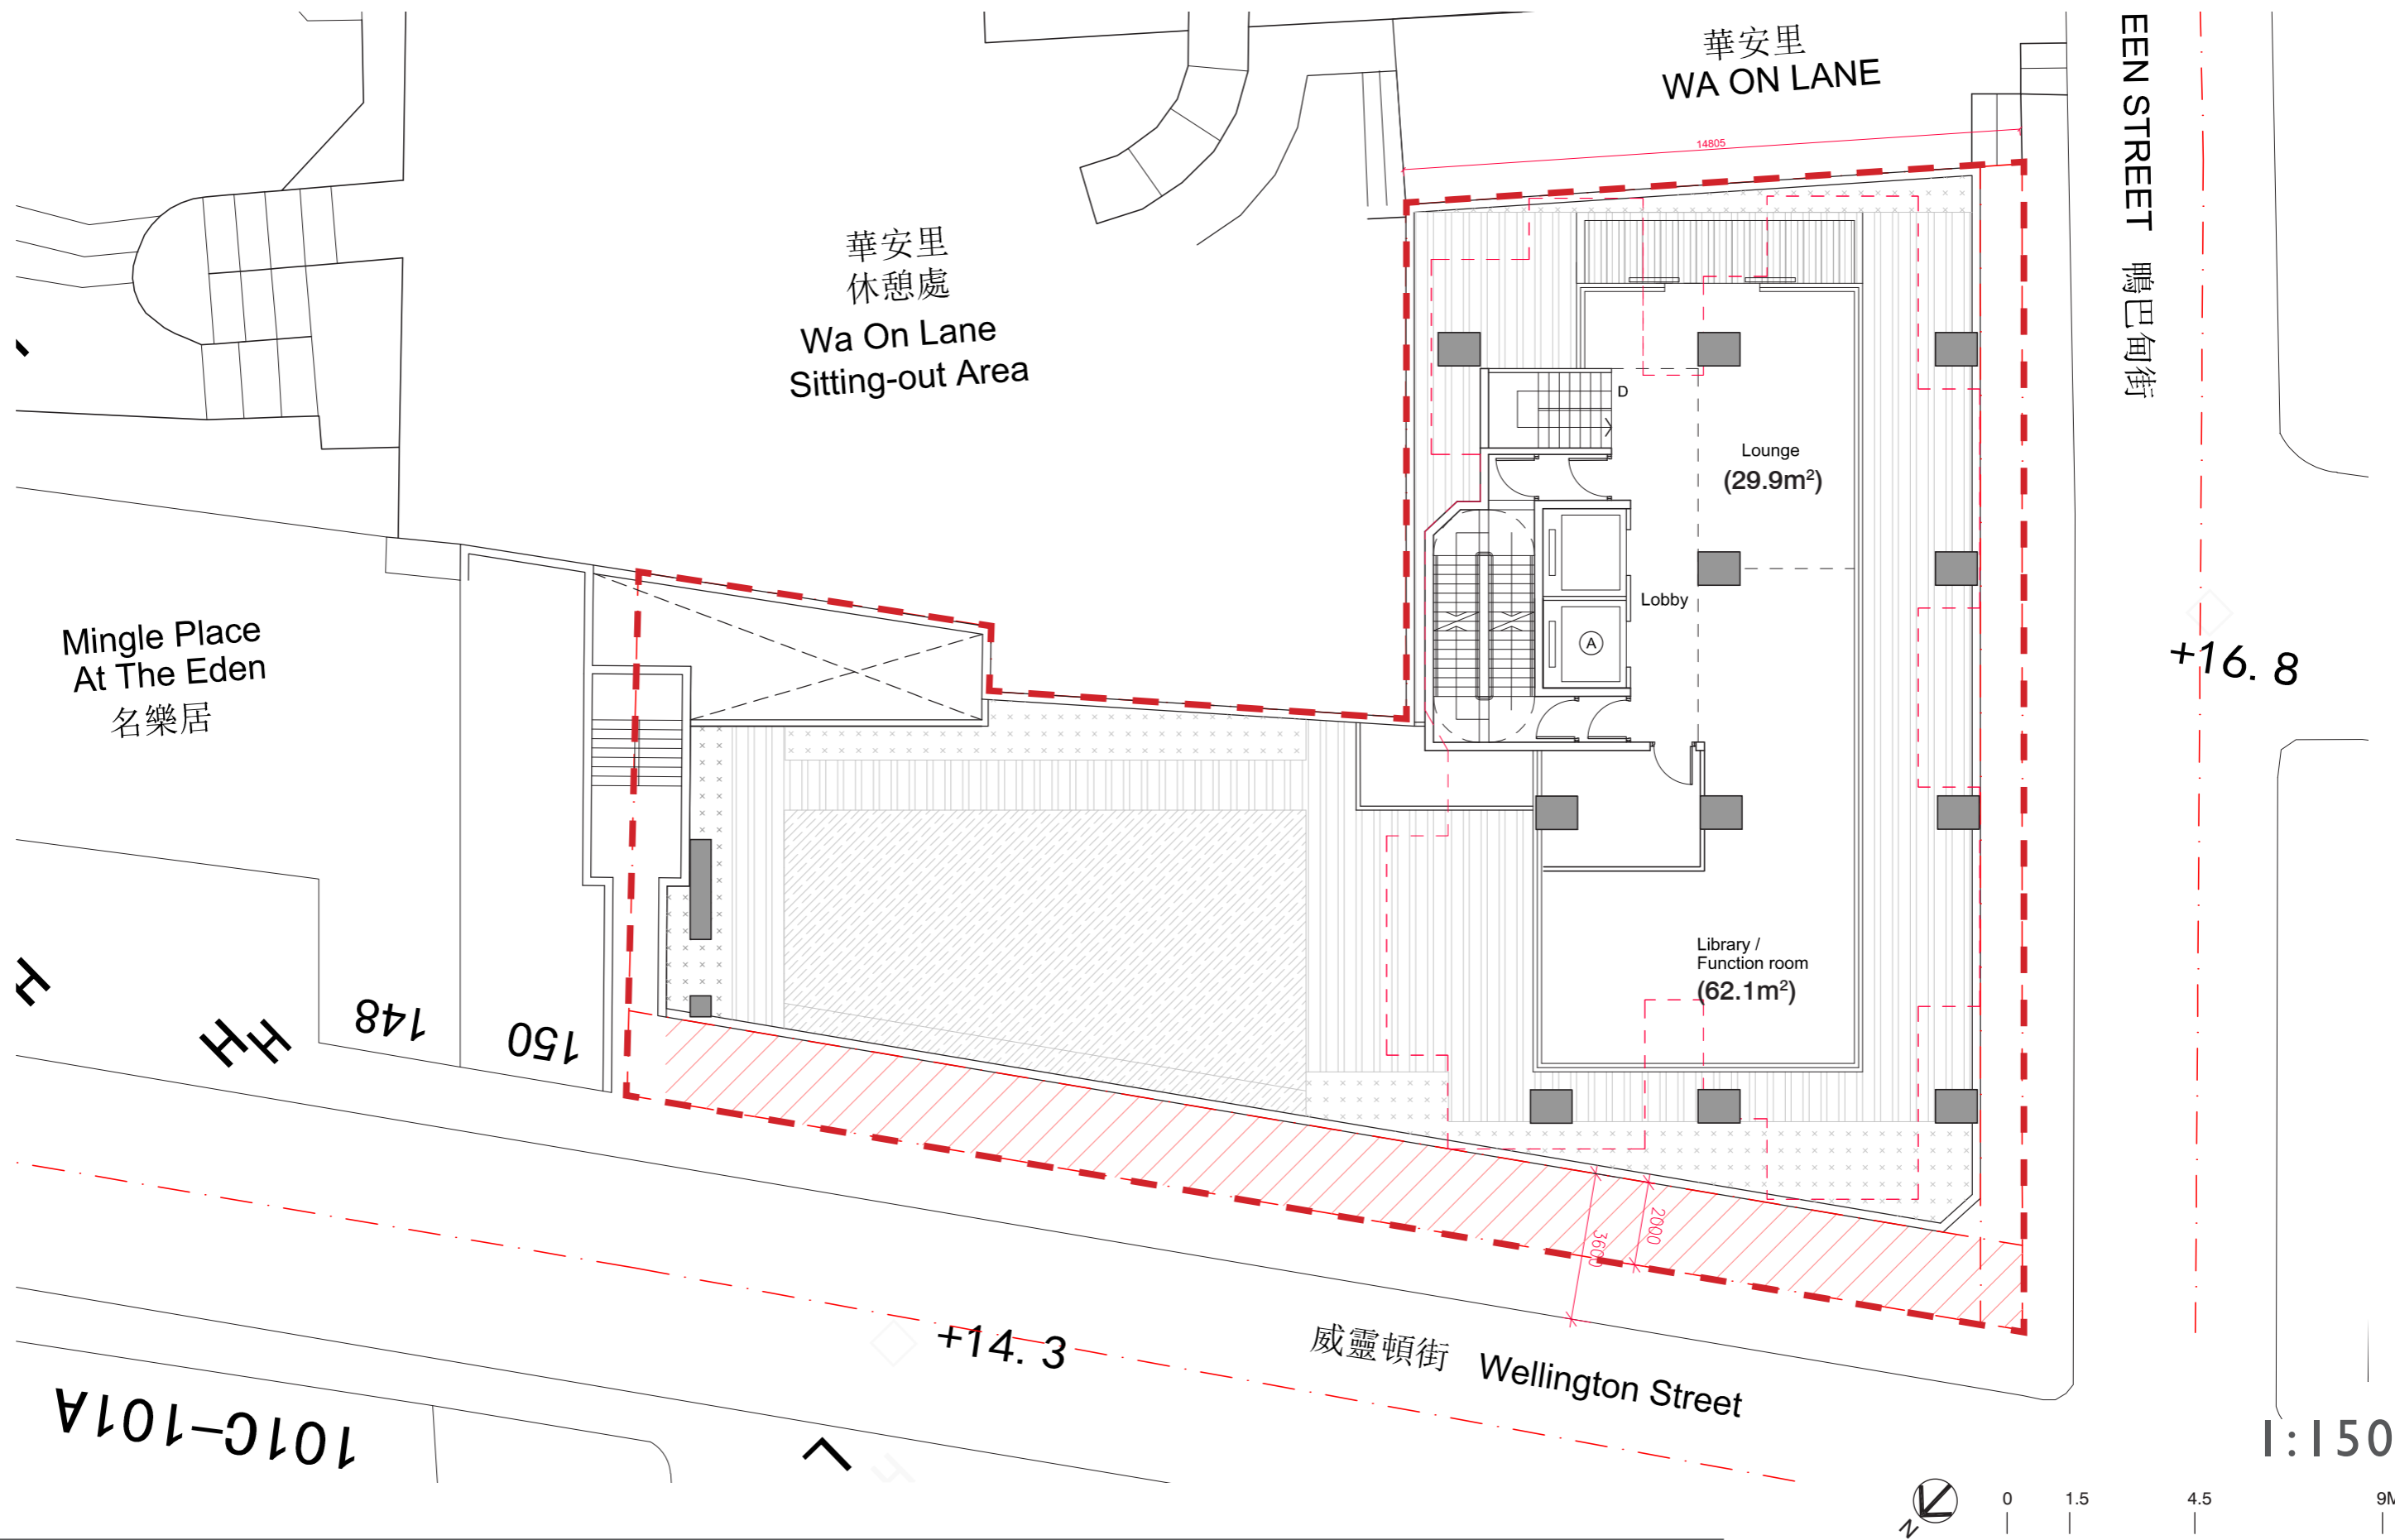 華安里
WA ON LANE
EEN STREET 鴨巴甸街
14805
華安里
休憩處
Wa On Lane
Sitting-out Area
D
Lounge
(29.9m²)
Lobby
A
Mingle Place
At The Eden
名樂居
+16. 8
Library /
Function room
(62.1m²)
H
H
H
148
150
2000
3600
+14. 3
威靈頓街 Wellington Street
101C-101A
L
H
1:150
N
0 1.5 4.5 9M